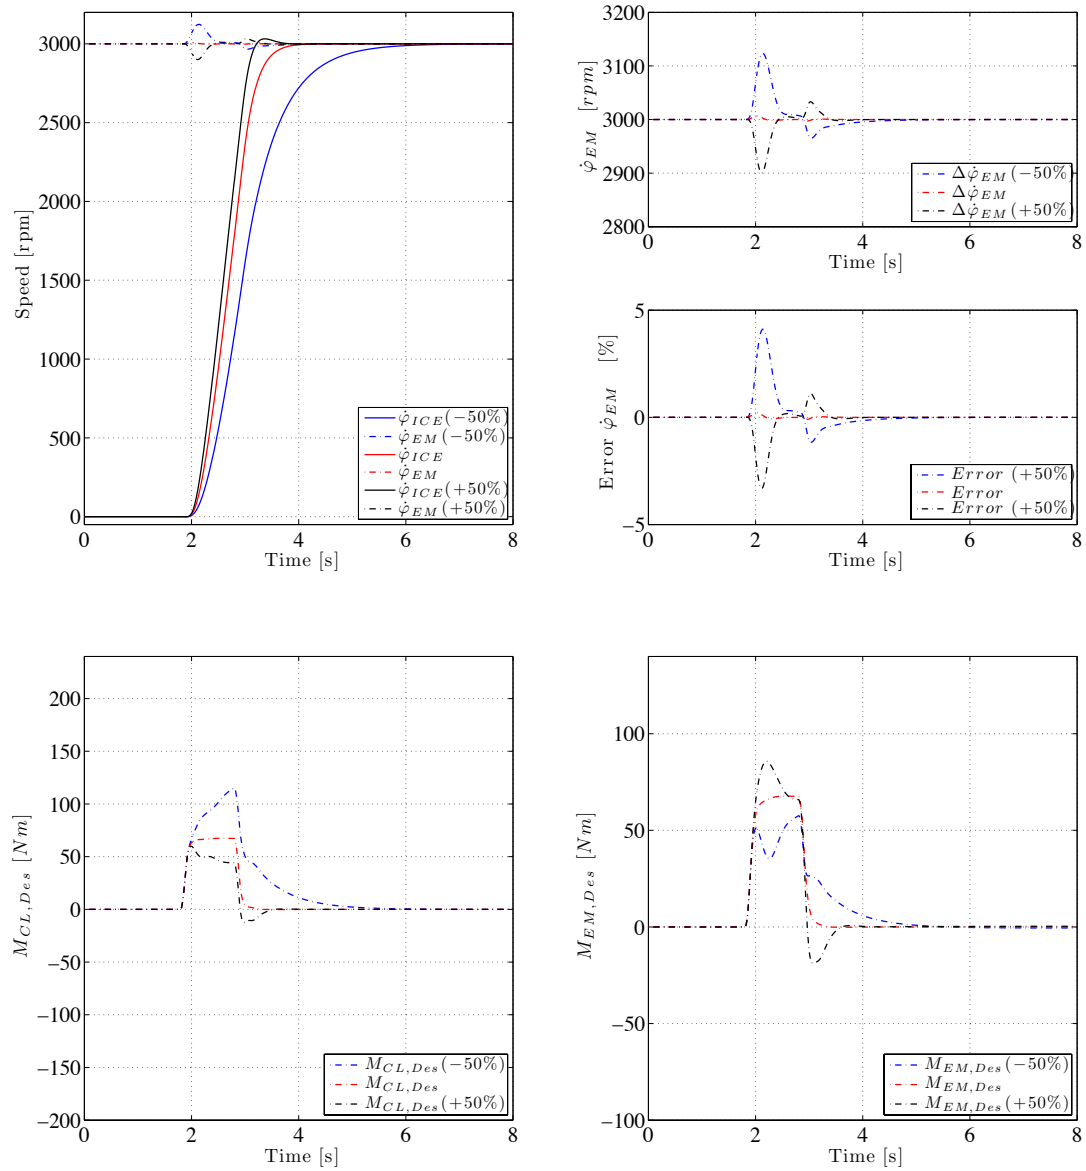 Speed [rpm]
3000
2500
2000
1500
1000
500
0
φ̇ICE(−50%)
φ̇EM(−50%)
φ̇ICE
φ̇EM
φ̇ICE(+50%)
φ̇EM(+50%)
0 2 4 6 8
Time [s]
φ̇EM [rpm]
3200
3100
3000
2900
2800
Δφ̇EM(−50%)
Δφ̇EM
Δφ̇EM(+50%)
0 2 4 6 8
Time [s]
Error φ̇EM [%]
5
0
−5
Error (+50%)
Error
Error (+50%)
0 2 4 6 8
Time [s]
MCL,Des [Nm]
200
150
100
50
0
−50
−100
−150
−200
MCL,Des(−50%)
MCL,Des
MCL,Des(+50%)
0 2 4 6 8
Time [s]
MEM,Des [Nm]
100
50
0
−50
−100
MEM,Des(−50%)
MEM,Des
MEM,Des(+50%)
0 2 4 6 8
Time [s]